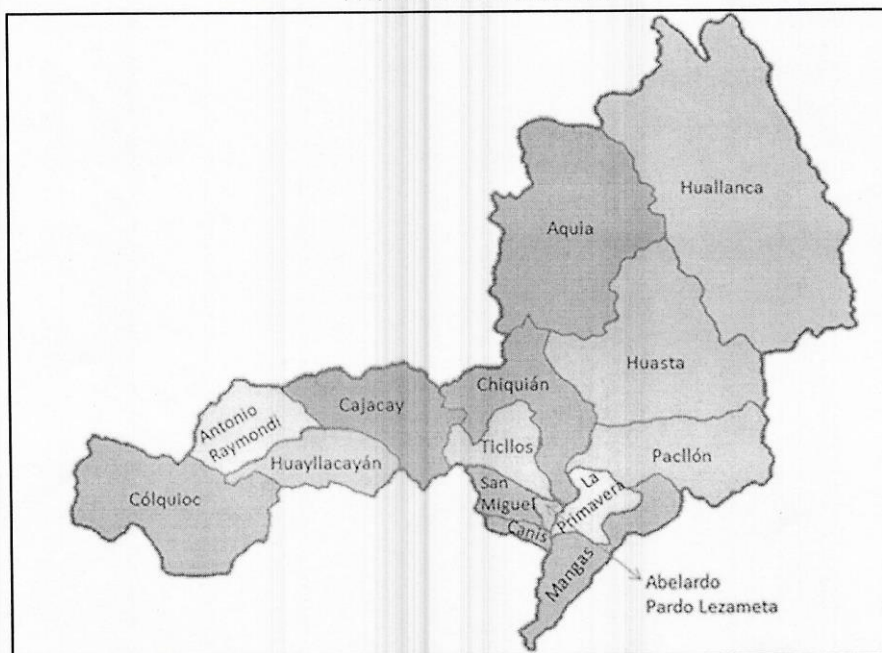 Huallanca
Aquia
Huasta
Chiquián
Cajacay
Antonio
Raymondi
Ticllos
Pacllón
Huayllacayán
Cólquioc
San
Miguel
La
Primavera
Canis
Mangas
Abelardo
Pardo Lezameta